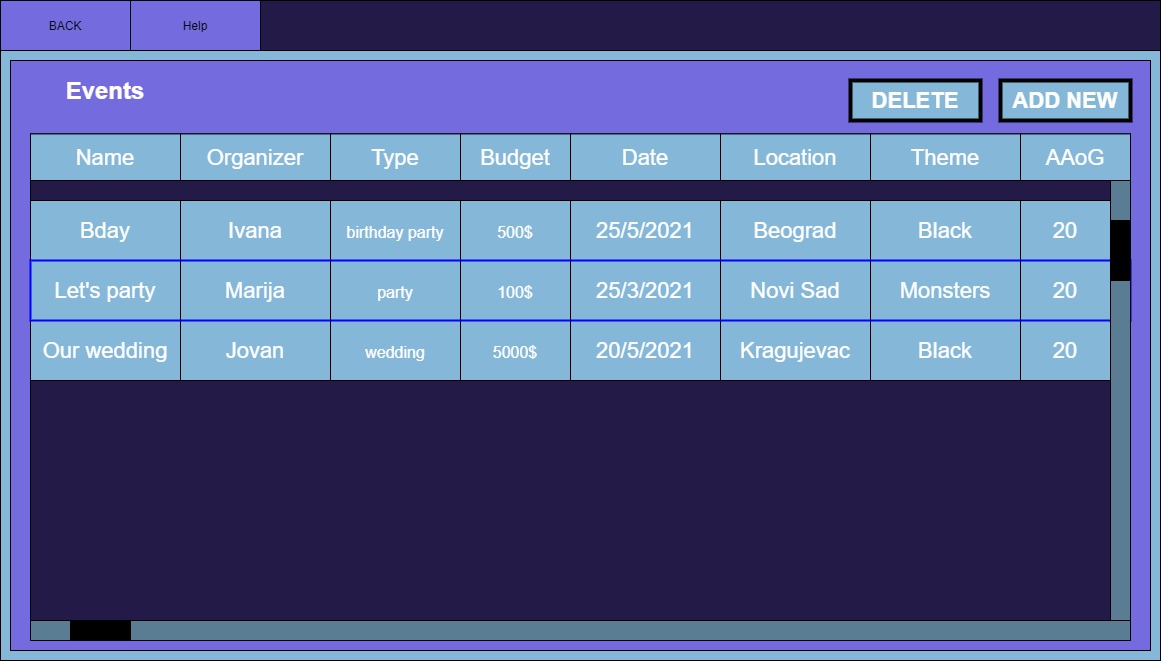 BACK Help
Events DELETE ADD NEW
Name Organizer Type Budget Date Location Theme AAoG
Bday Ivana birthday party 500$ 25/5/2021 Beograd Black 20
Let's party Marija party 100$ 25/3/2021 Novi Sad Monsters 20
Our wedding Jovan wedding 5000$ 20/5/2021 Kragujevac Black 20